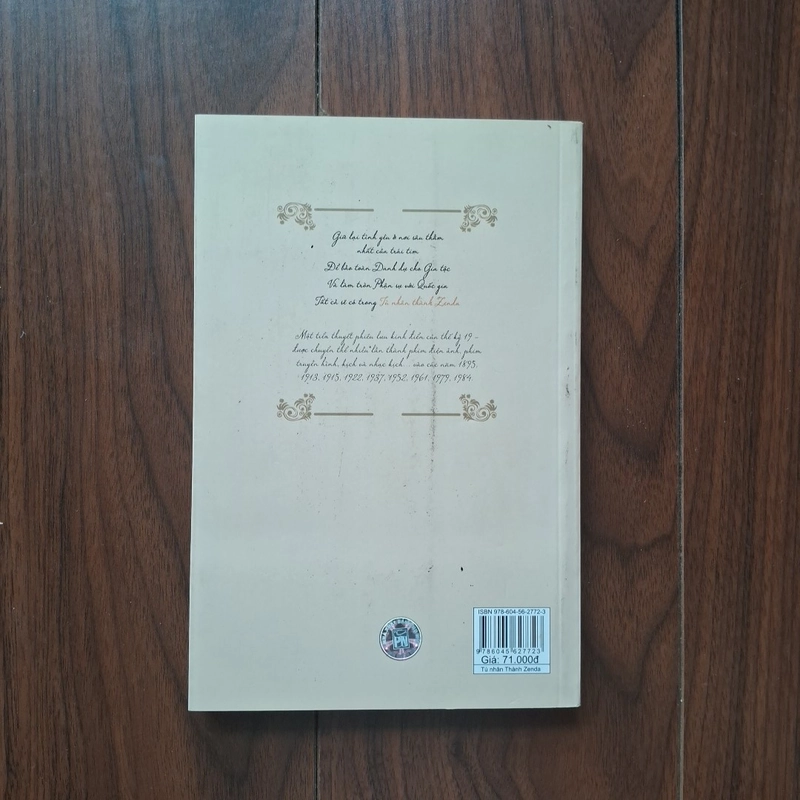 Giữ lại tình yêu ở nơi sâu thẳm
nhất của trái tim
Để bảo toàn Danh dự cho Gia tộc
Và làm tròn Phận sự với Quốc gia
Tất cả sẽ có trong Tù nhân thành Zenda
Một tiểu thuyết phiêu lưu kinh điển của thế kỷ 19 -
được chuyển thể nhiều lần thành phim điện ảnh, phim
truyền hình, kịch và nhạc kịch... vào các năm 1895,
1913, 1915, 1922, 1937, 1952, 1961, 1979, 1984.
ISBN 978-604-56-2772-3
9 786045 627723
Giá: 71.000đ
Tù nhân Thành Zenda